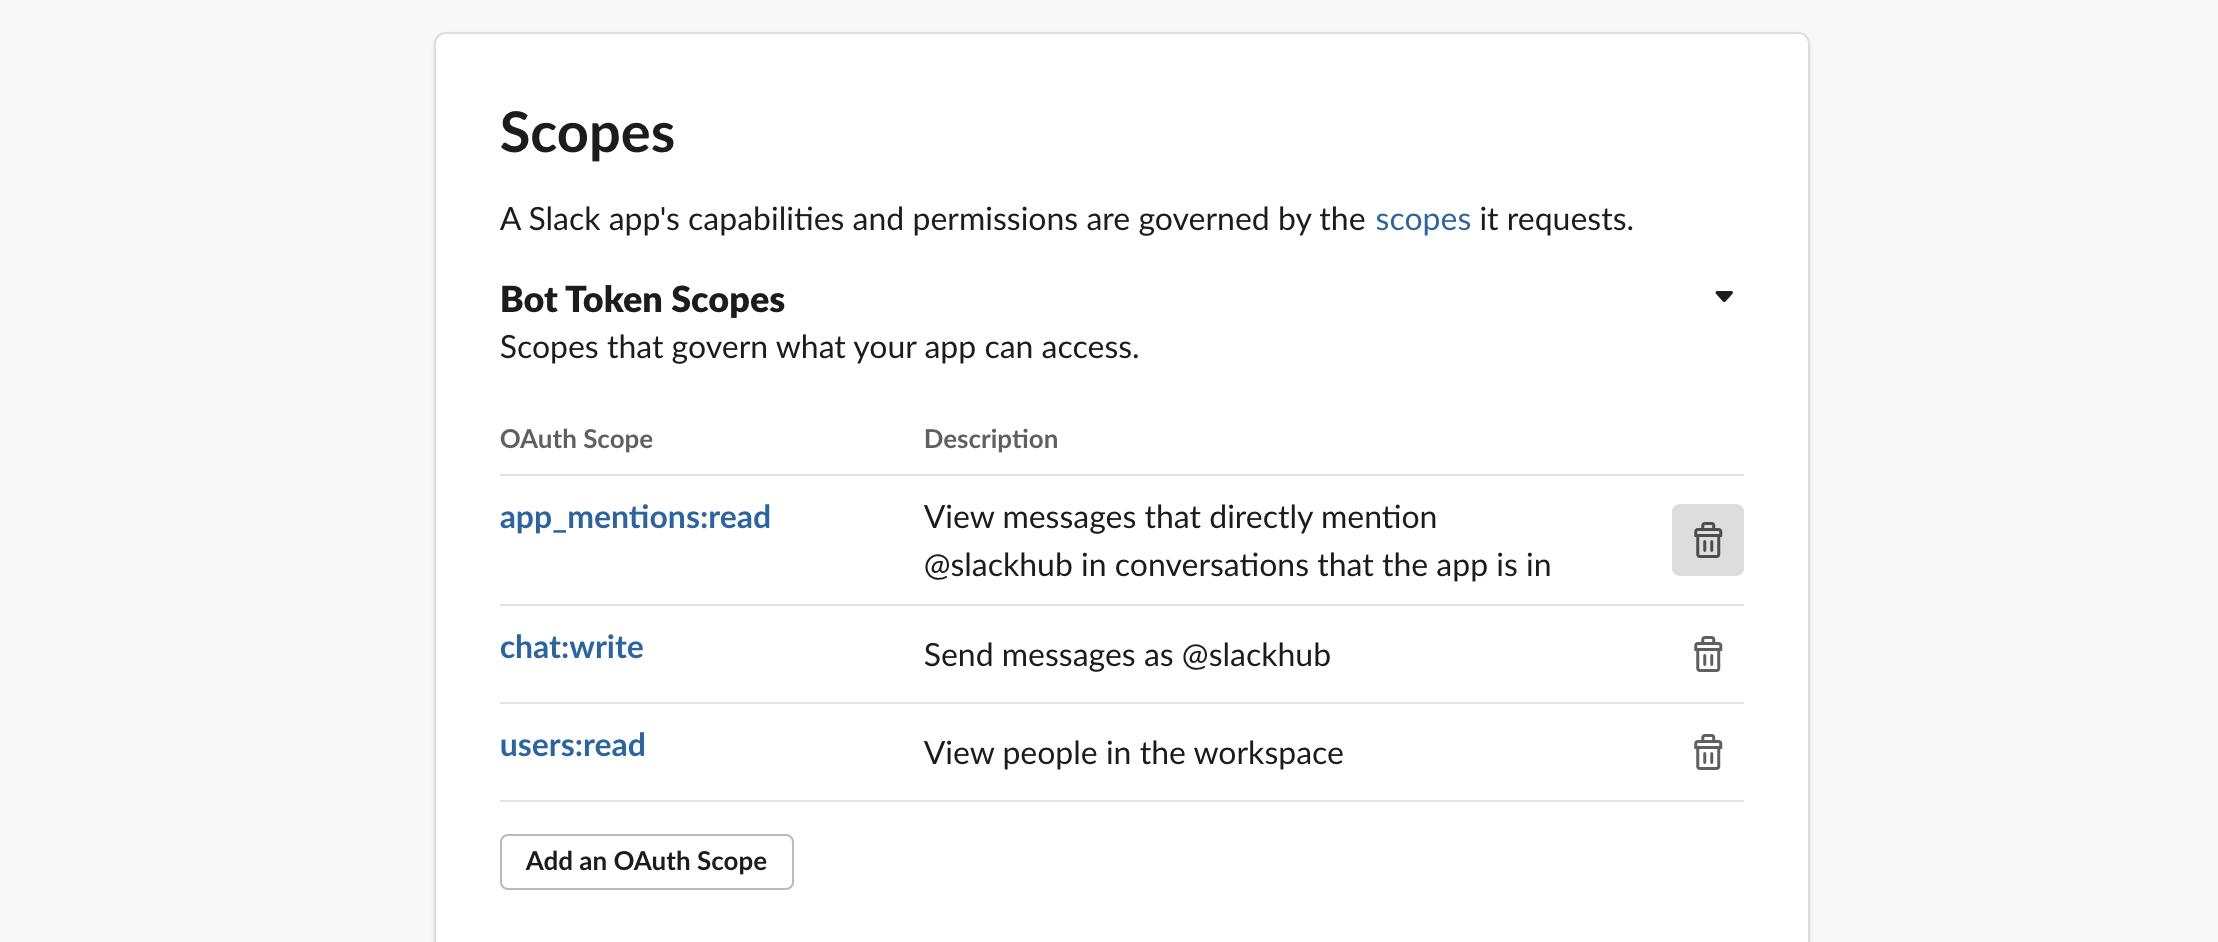 Scopes
A Slack app's capabilities and permissions are governed by the scopes it requests.
Bot Token Scopes
Scopes that govern what your app can access.
OAuth Scope Description
app_mentions:read View messages that directly mention
@slackhub in conversations that the app is in
chat:write Send messages as @slackhub
users:read View people in the workspace
Add an OAuth Scope